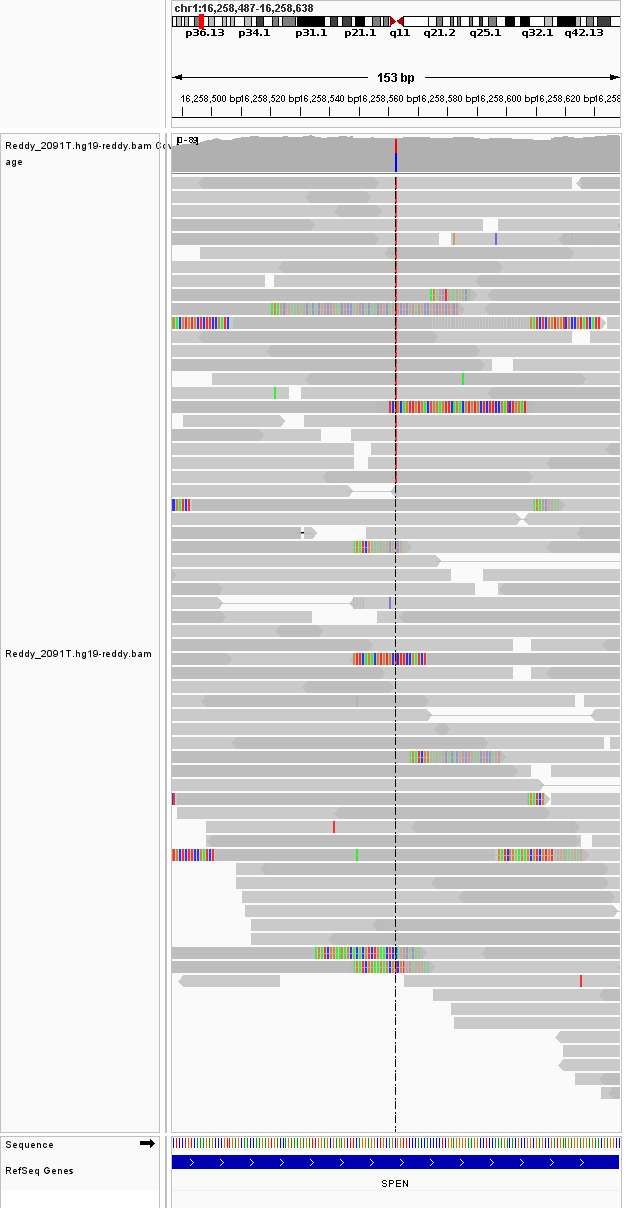 chr1:16,258,487-16,258,638
p36.13 p34.1 p31.1 p21.1 q11 q21.2 q25.1 q32.1 q42.13
153 bp
16,258,500 bp 16,258,520 bp 16,258,540 bp 16,258,560 bp 16,258,580 bp 16,258,600 bp 16,258,620 bp 16,258
Reddy_2091T.hg19-reddy.bam Cov
age
[0 - 89]
Reddy_2091T.hg19-reddy.bam
Sequence
RefSeq Genes
SPEN